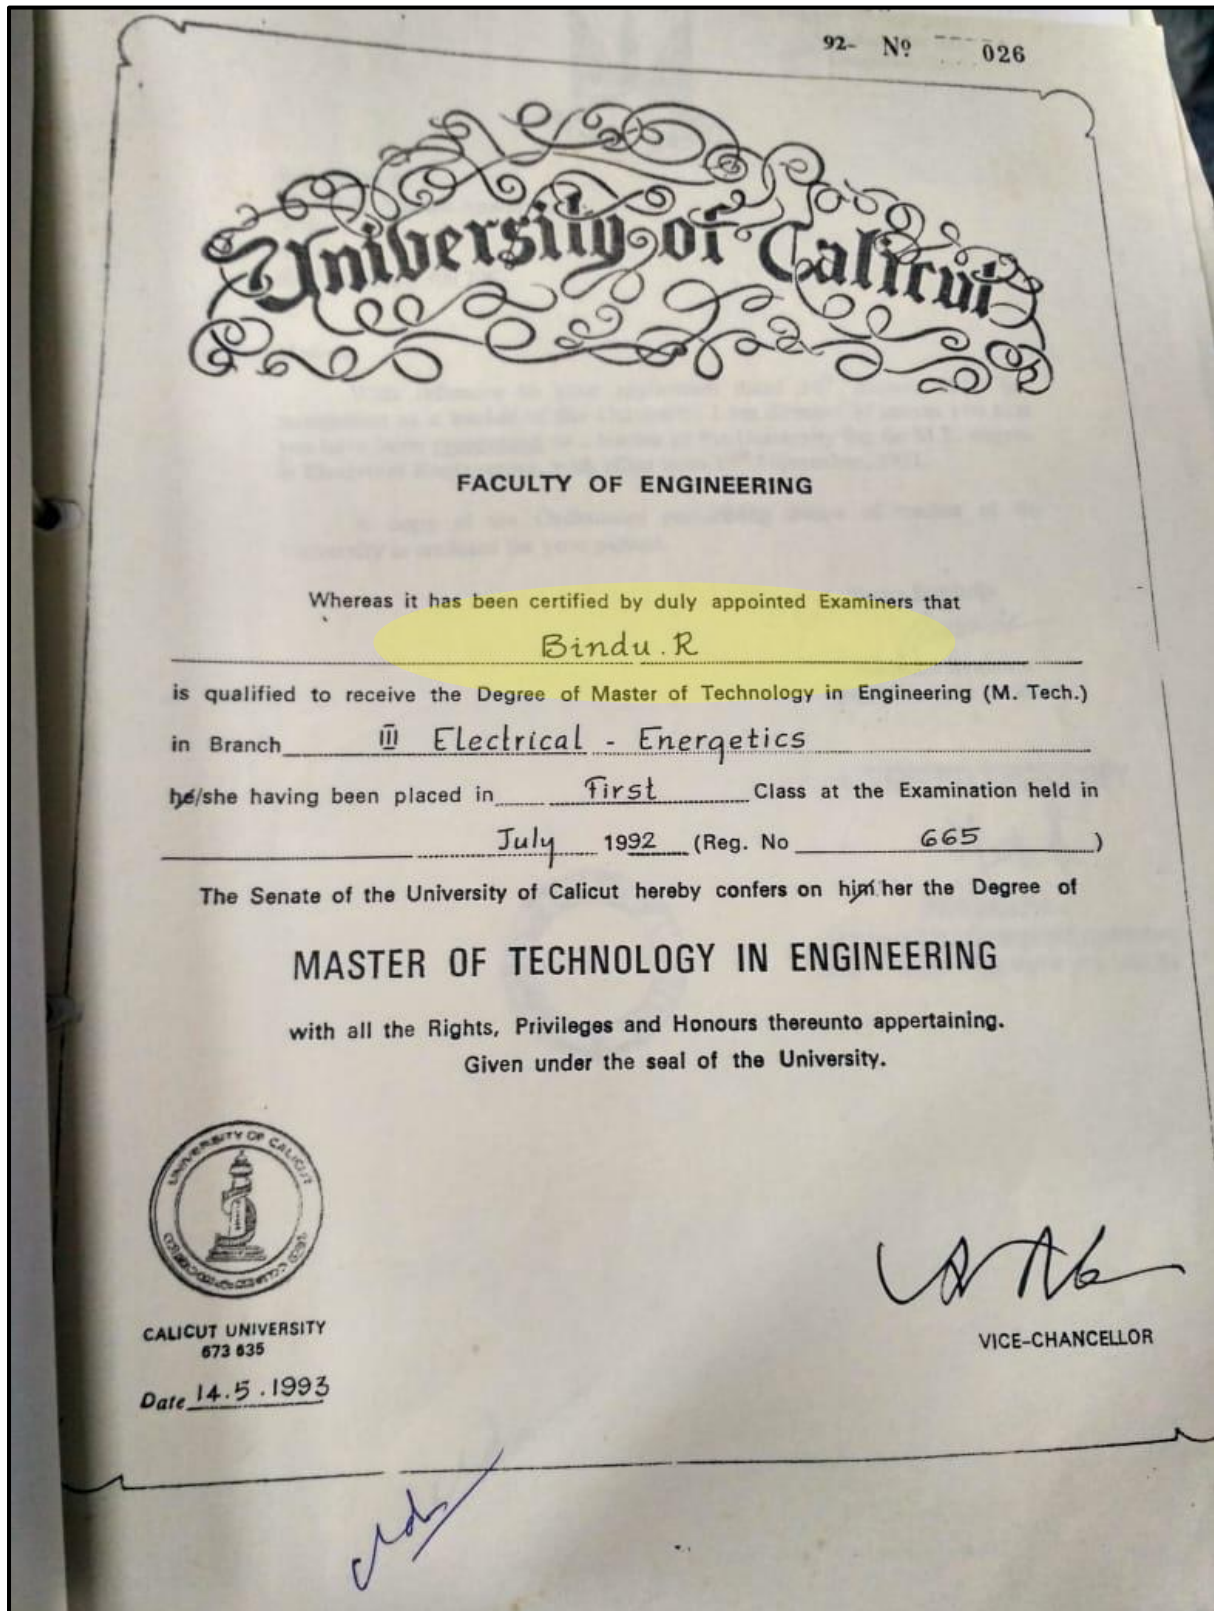 92- Nº 026
University of Calicut
FACULTY OF ENGINEERING
Whereas it has been certified by duly appointed Examiners that
Bindu. R
is qualified to receive the Degree of Master of Technology in Engineering (M. Tech.)
in Branch III Electrical - Energetics
he/she having been placed in First Class at the Examination held in
July 1992 (Reg. No 665 )
The Senate of the University of Calicut hereby confers on him her the Degree of
MASTER OF TECHNOLOGY IN ENGINEERING
with all the Rights, Privileges and Honours thereunto appertaining.
Given under the seal of the University.
UNIVERSITY OF CALICUT
CALICUT UNIVERSITY
673 635
Date 14.5.1993
VICE-CHANCELLOR